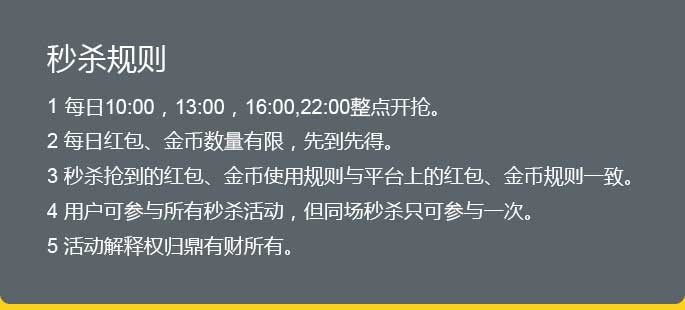 秒杀规则
1 每日10:00，13:00，16:00,22:00整点开抢。
2 每日红包、金币数量有限，先到先得。
3 秒杀抢到的红包、金币使用规则与平台上的红包、金币规则一致。
4 用户可参与所有秒杀活动，但同场秒杀只可参与一次。
5 活动解释权归鼎有财所有。